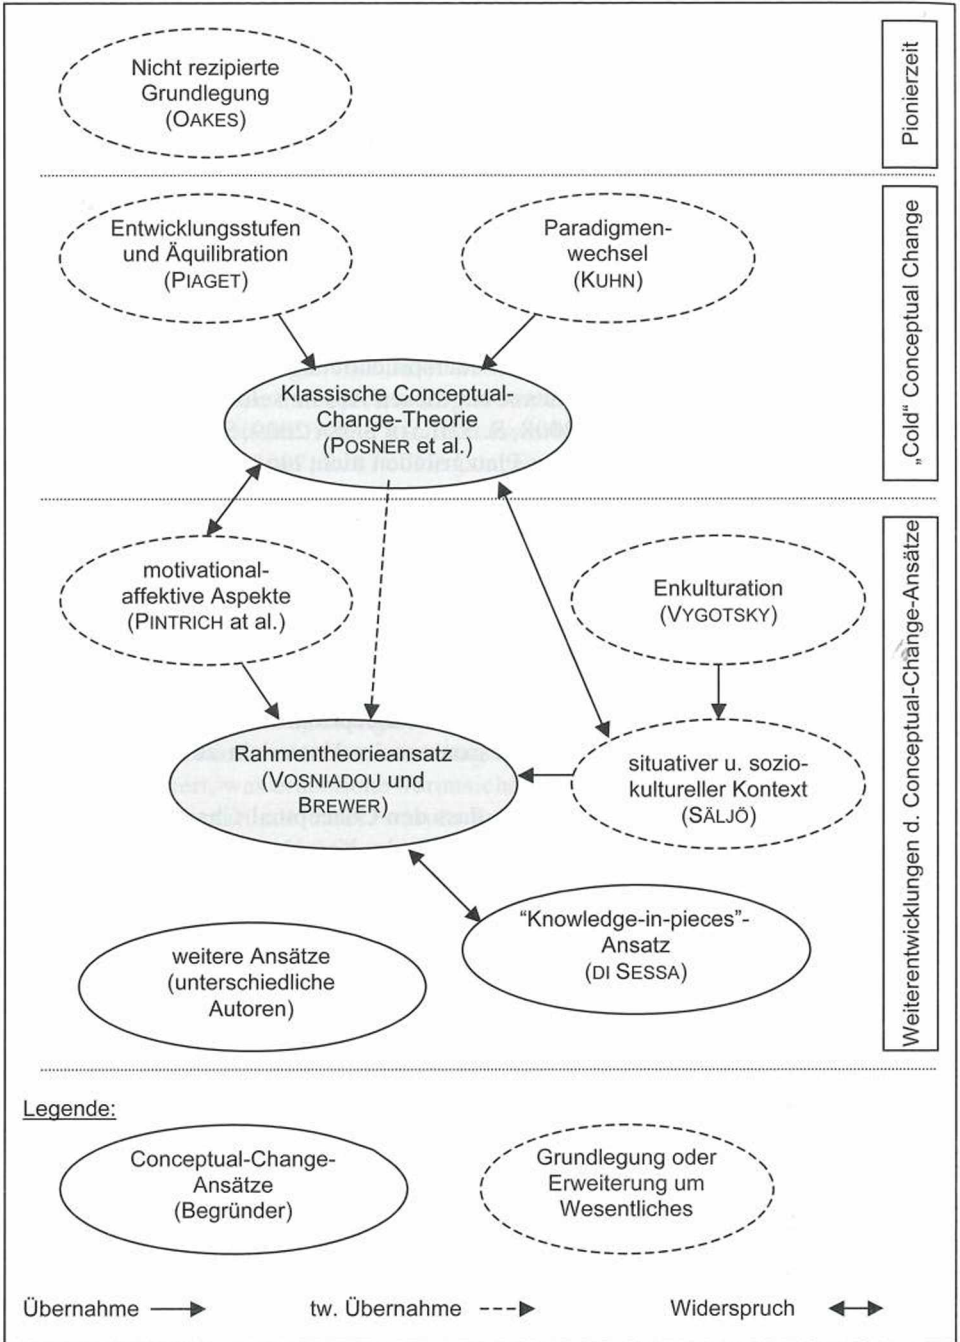 Nicht rezipierte
Grundlegung
(OAKES)
Pionierzeit
Entwicklungsstufen
und Äquilibration
(PIAGET)
Paradigmen-
wechsel
(KUHN)
Klassische Conceptual-
Change-Theorie
(POSNER et al.)
„Cold“ Conceptual Change
motivational-
affektive Aspekte
(PINTRICH at al.)
Enkulturation
(VYGOTSKY)
Rahmentheorieansatz
(VOSNIADOU und
BREWER)
situativer u. sozio-
kultureller Kontext
(SÄLJÖ)
"Knowledge-in-pieces"-
Ansatz
(DI SESSA)
weitere Ansätze
(unterschiedliche
Autoren)
Weiterentwicklungen d. Conceptual-Change-Ansätze
Legende:
Conceptual-Change-
Ansätze
(Begründer)
Grundlegung oder
Erweiterung um
Wesentliches
Übernahme
tw. Übernahme
Widerspruch